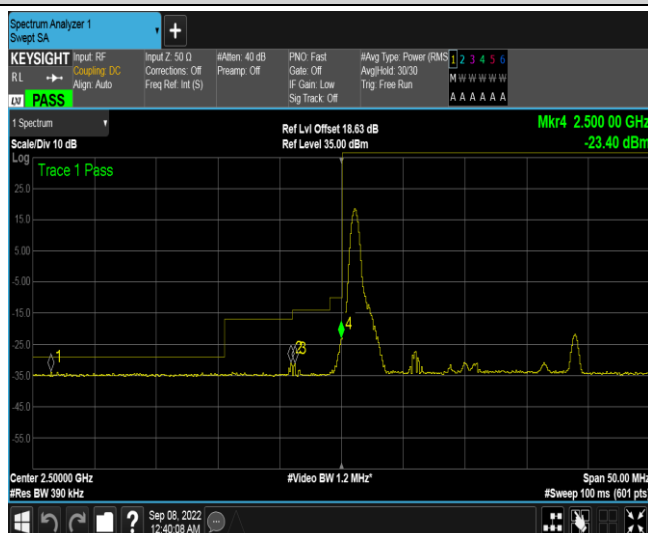 Spectrum Analyzer 1
Swept SA
+
KEYSIGHT Input: RF Input Z: 50 Ω #Atten: 40 dB PNO: Fast #Avg Type: Power (RMS 1 2 3 4 5 6
R L Coupling: DC Corrections: Off Preamp: Off Gate: Off Avg|Hold: 30/30 M W W W W W
Align: Auto Freq Ref: Int (S) IF Gain: Low Trig: Free Run
LXI PASS Sig Track: Off A A A A A A
1 Spectrum Ref Lvl Offset 18.63 dB Mkr4 2.500 00 GHz
Scale/Div 10 dB Ref Level 35.00 dBm -23.40 dBm
Log
Trace 1 Pass
25.0
15.0
5.00
-5.00
-15.0
4
-25.0
1 2 3
-35.0
-45.0
-55.0
Center 2.50000 GHz #Video BW 1.2 MHz* Span 50.00 MHz
#Res BW 390 kHz #Sweep 100 ms (601 pts)
? Sep 08, 2022
12:40:08 AM